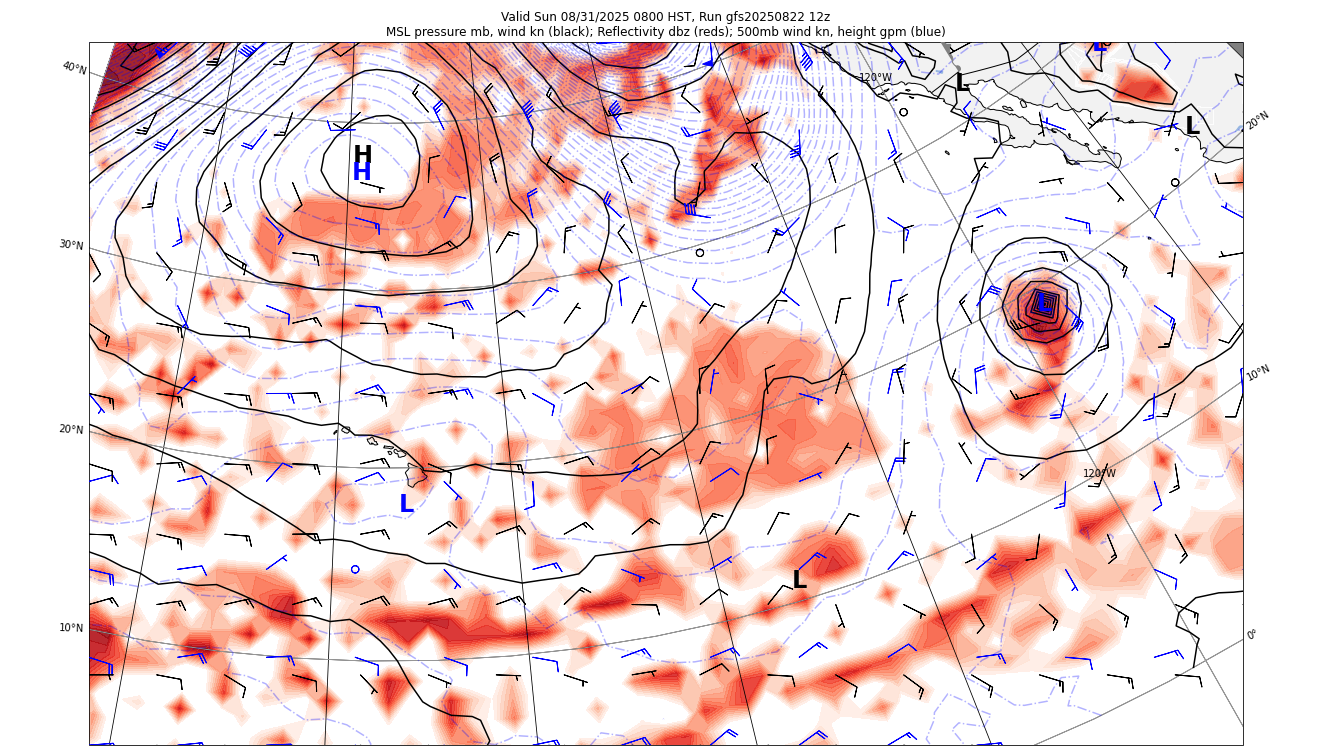 Valid Sun 08/31/2025 0800 HST, Run gfs20250822 12z
MSL pressure mb, wind kn (black); Reflectivity dbz (reds); 500mb wind kn, height gpm (blue)
L
40°N
120°W
L
20°N
L
H
H
30°N
L
10°N
20°N
120°W
L
L
10°N
0°